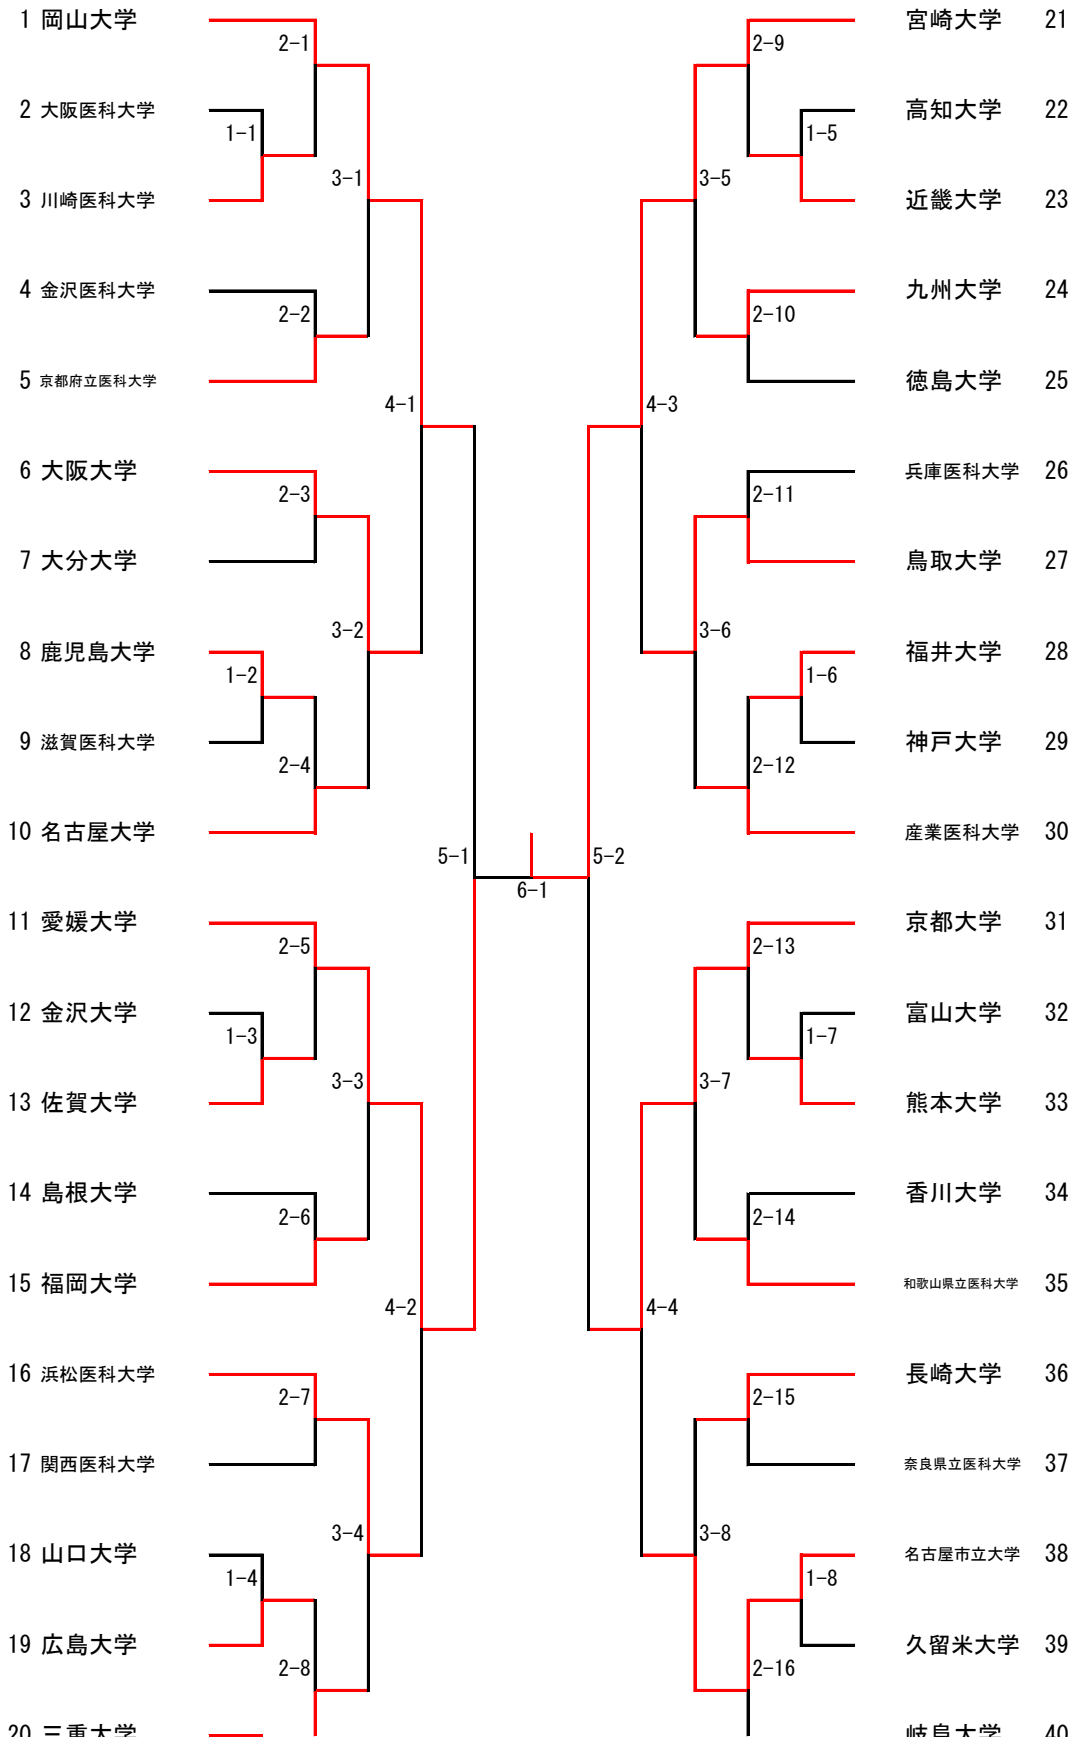 1 岡山大学
2-1
2 大阪医科大学
1-1
3 川崎医科大学
3-1
4 金沢医科大学
2-2
5 京都府立医科大学
4-1
6 大阪大学
2-3
7 大分大学
3-2
8 鹿児島大学
1-2
9 滋賀医科大学
2-4
10 名古屋大学
5-1
11 愛媛大学
2-5
12 金沢大学
1-3
13 佐賀大学
3-3
14 島根大学
2-6
15 福岡大学
4-2
16 浜松医科大学
2-7
17 関西医科大学
3-4
18 山口大学
1-4
19 広島大学
2-8
20 三重大学
6-1
宮崎大学 21
2-9
高知大学 22
1-5
近畿大学 23
3-5
九州大学 24
2-10
徳島大学 25
4-3
兵庫医科大学 26
2-11
鳥取大学 27
3-6
福井大学 28
1-6
神戸大学 29
2-12
産業医科大学 30
5-2
京都大学 31
2-13
富山大学 32
1-7
熊本大学 33
3-7
香川大学 34
2-14
和歌山県立医科大学 35
4-4
長崎大学 36
2-15
奈良県立医科大学 37
3-8
名古屋市立大学 38
1-8
久留米大学 39
2-16
岐阜大学 40